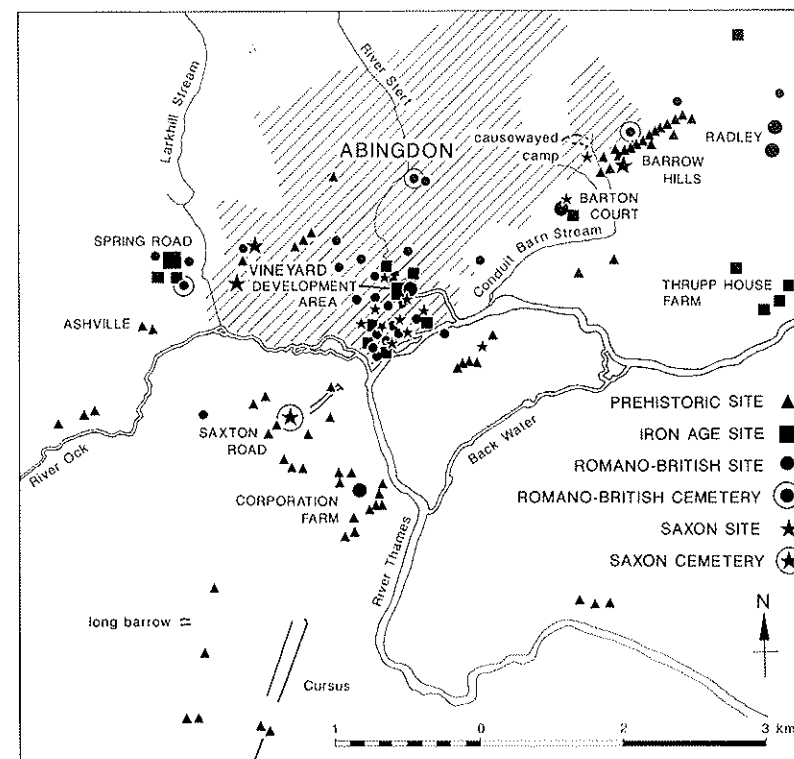 Larkhill Stream
River Stert
ABINGDON
causewayed
camp
RADLEY
BARROW
HILLS
BARTON
COURT
SPRING ROAD
VINEYARD
DEVELOPMENT
AREA
Conduit Barn Stream
THRUPP HOUSE
FARM
ASHVILLE
River Ock
SAXTON
ROAD
Back Water
CORPORATION
FARM
River Thames
PREHISTORIC SITE
IRON AGE SITE
ROMANO-BRITISH SITE
ROMANO-BRITISH CEMETERY
SAXON SITE
SAXON CEMETERY
long barrow
Cursus
N
1 0 2 3 km